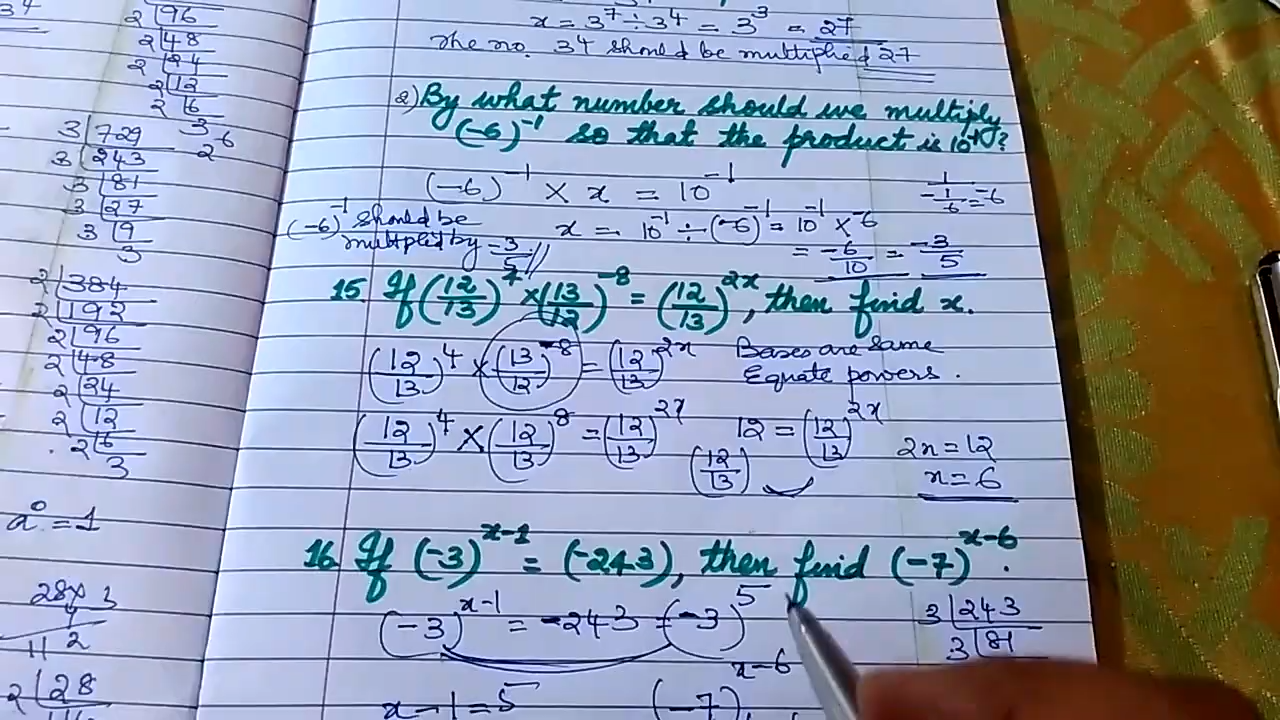 34
2 96
2 48
2 24
2 12
2 6
3
3 729 6
3 243 2
3 81
3 27
3 9
3
2 384
2 192
2 96
2 48
2 24
2 12
2 6
3
a⁰ = 1
2 28
x = 3⁷ ÷ 3⁴ = 3³ = 27
The no. 34 should be multiplied 27
2) By what number should we multiply
(-6)⁻¹ so that the product is 10⁻¹?
(-6)⁻¹ × x = 10⁻¹
x = 10⁻¹ ÷ (-6)⁻¹ = 10⁻¹ × -6
= -6/10 = -3/5
1/(-1/6) = -6
(-6)⁻¹ should be
multiplied by -3/5 //
15 If (12/13)⁴ × (13/12)⁻⁸ = (12/13)²ˣ, then find x.
(12/13)⁴ × (13/12)⁻⁸ = (12/13)²ˣ Bases are same
Equate powers.
(12/13)⁴ × (12/13)⁸ = (12/13)²ˣ 12 = (12/13)²ˣ
(12/13)
2x = 12
x = 6
16 If (-3)ˣ⁻¹ = (-243), then find (-7)ˣ⁻⁶.
(-3)ˣ⁻¹ = -243 = (-3)⁵
3 243
3 81
x-1=5 (-7)ˣ⁻⁶